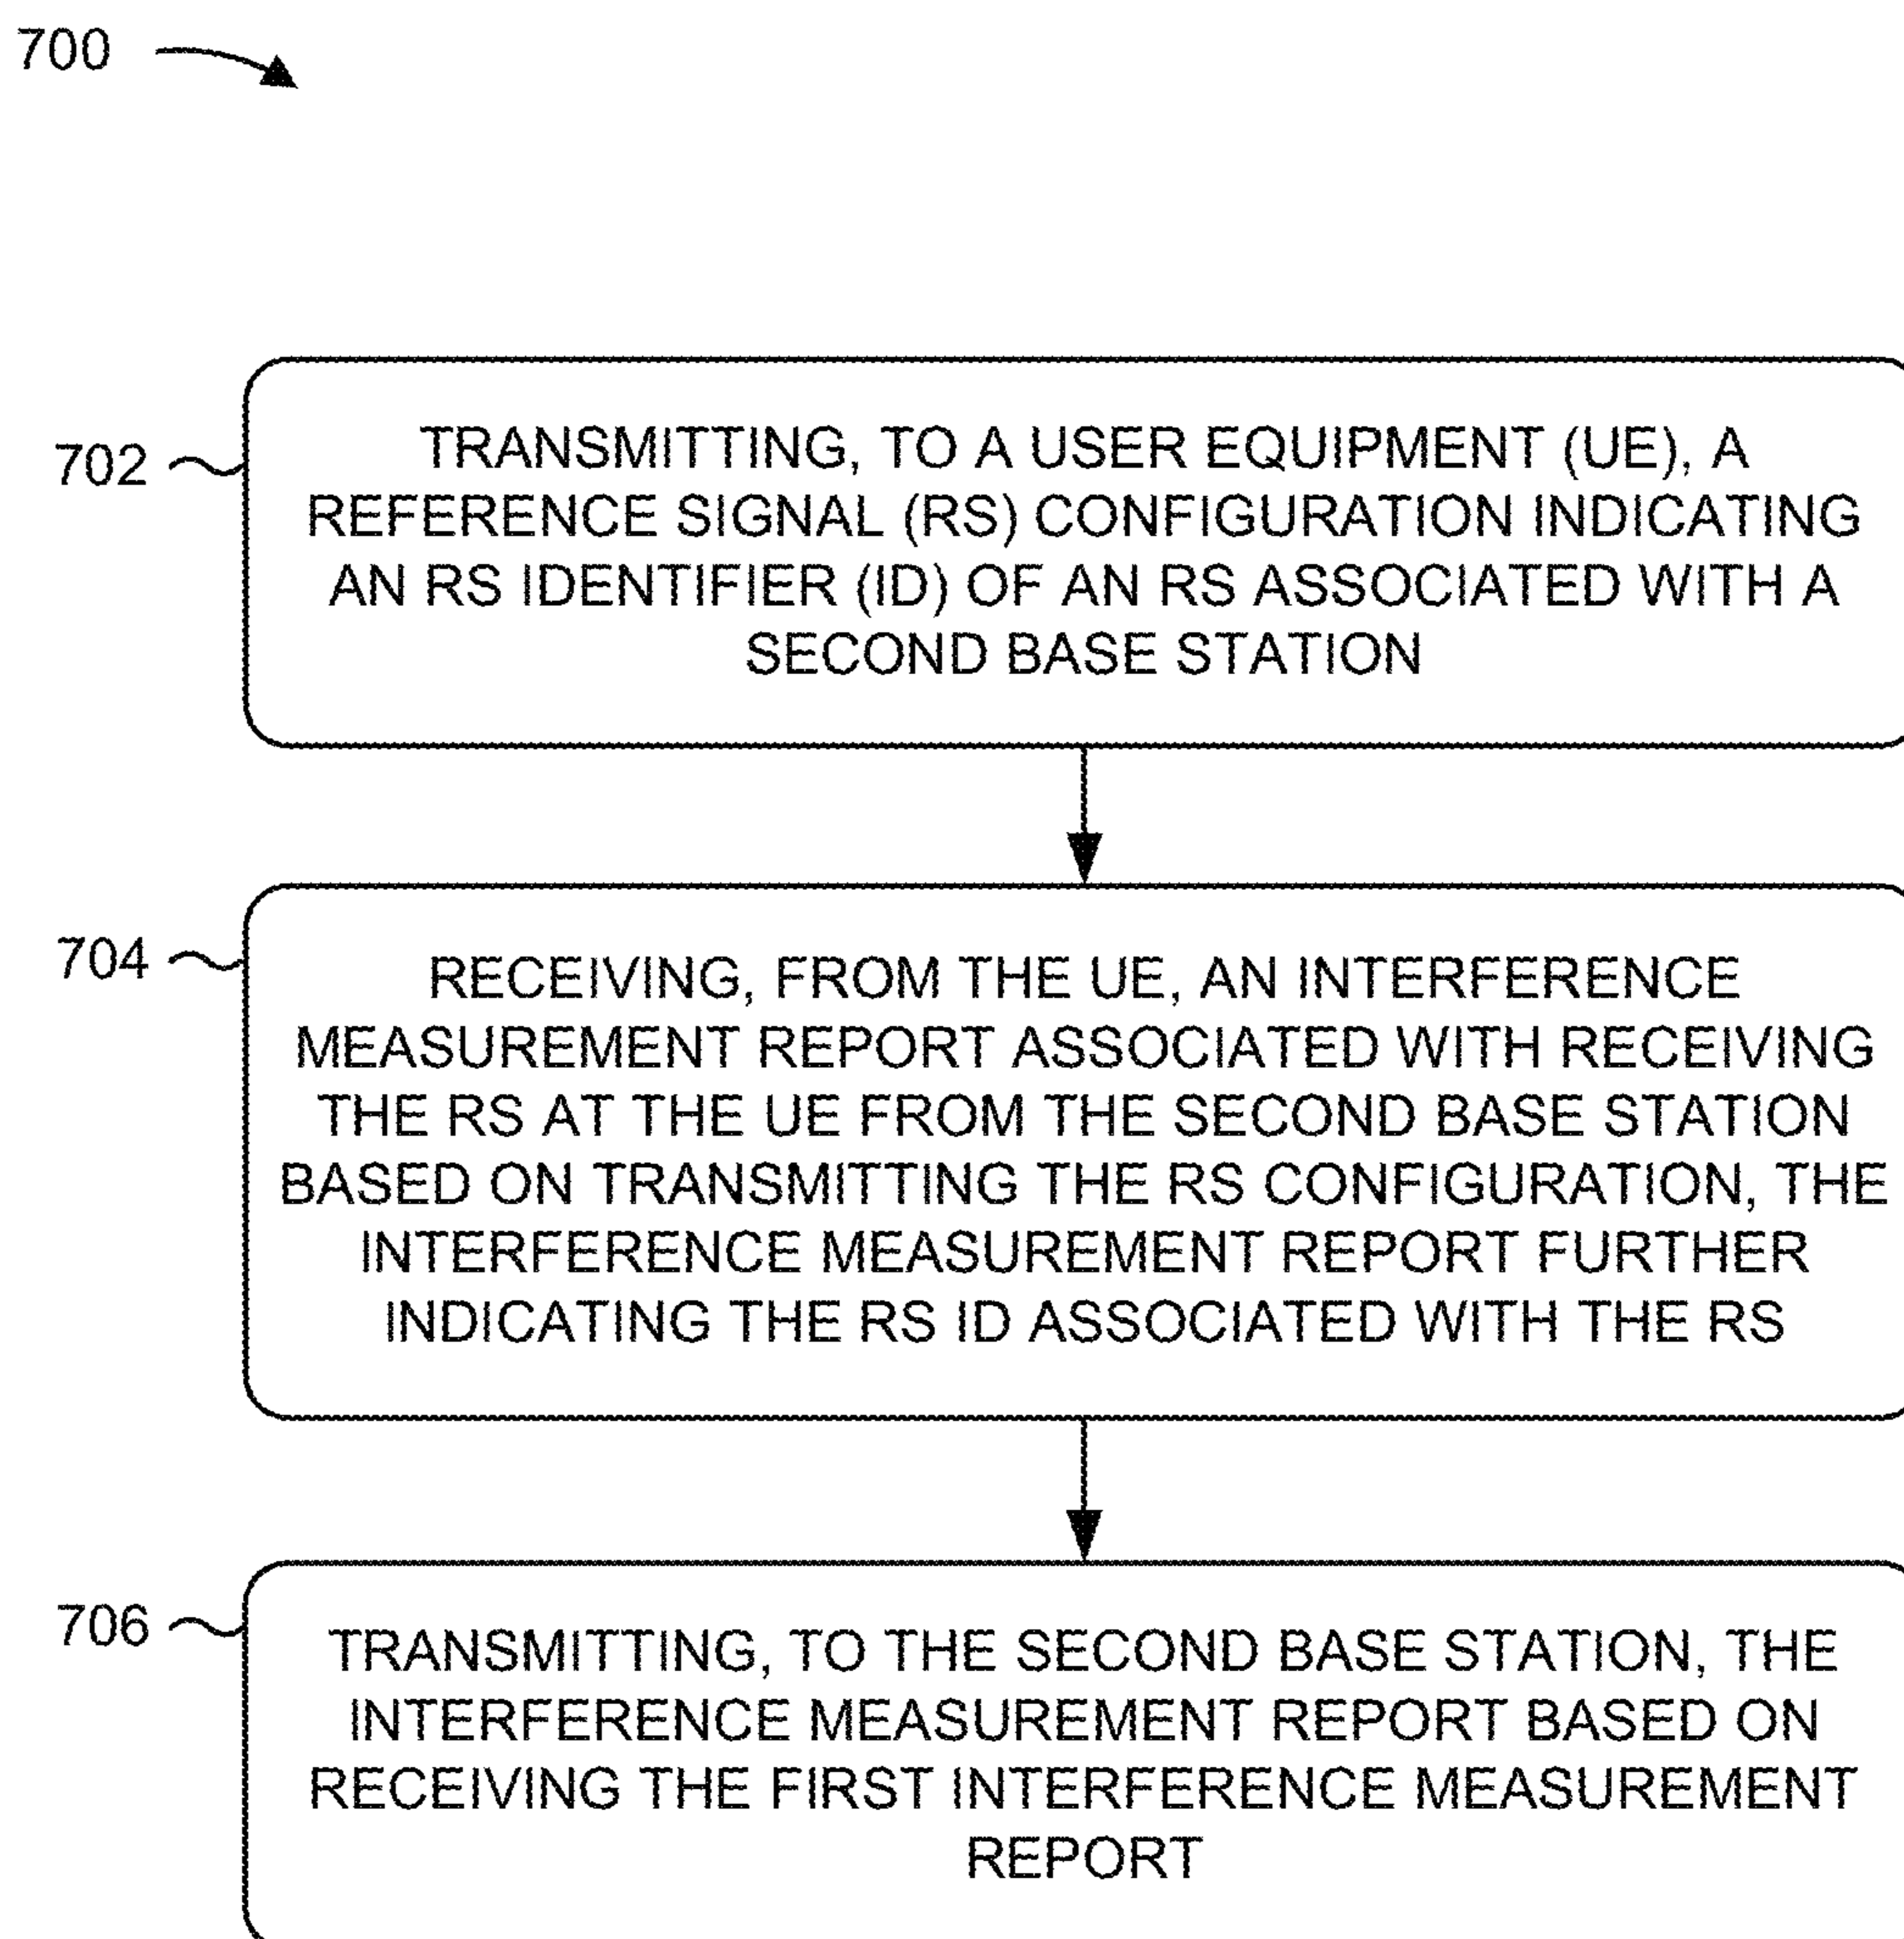 700
702
TRANSMITTING, TO A USER EQUIPMENT (UE), A
REFERENCE SIGNAL (RS) CONFIGURATION INDICATING
AN RS IDENTIFIER (ID) OF AN RS ASSOCIATED WITH A
SECOND BASE STATION
704
RECEIVING, FROM THE UE, AN INTERFERENCE
MEASUREMENT REPORT ASSOCIATED WITH RECEIVING
THE RS AT THE UE FROM THE SECOND BASE STATION
BASED ON TRANSMITTING THE RS CONFIGURATION, THE
INTERFERENCE MEASUREMENT REPORT FURTHER
INDICATING THE RS ID ASSOCIATED WITH THE RS
706
TRANSMITTING, TO THE SECOND BASE STATION, THE
INTERFERENCE MEASUREMENT REPORT BASED ON
RECEIVING THE FIRST INTERFERENCE MEASUREMENT
REPORT